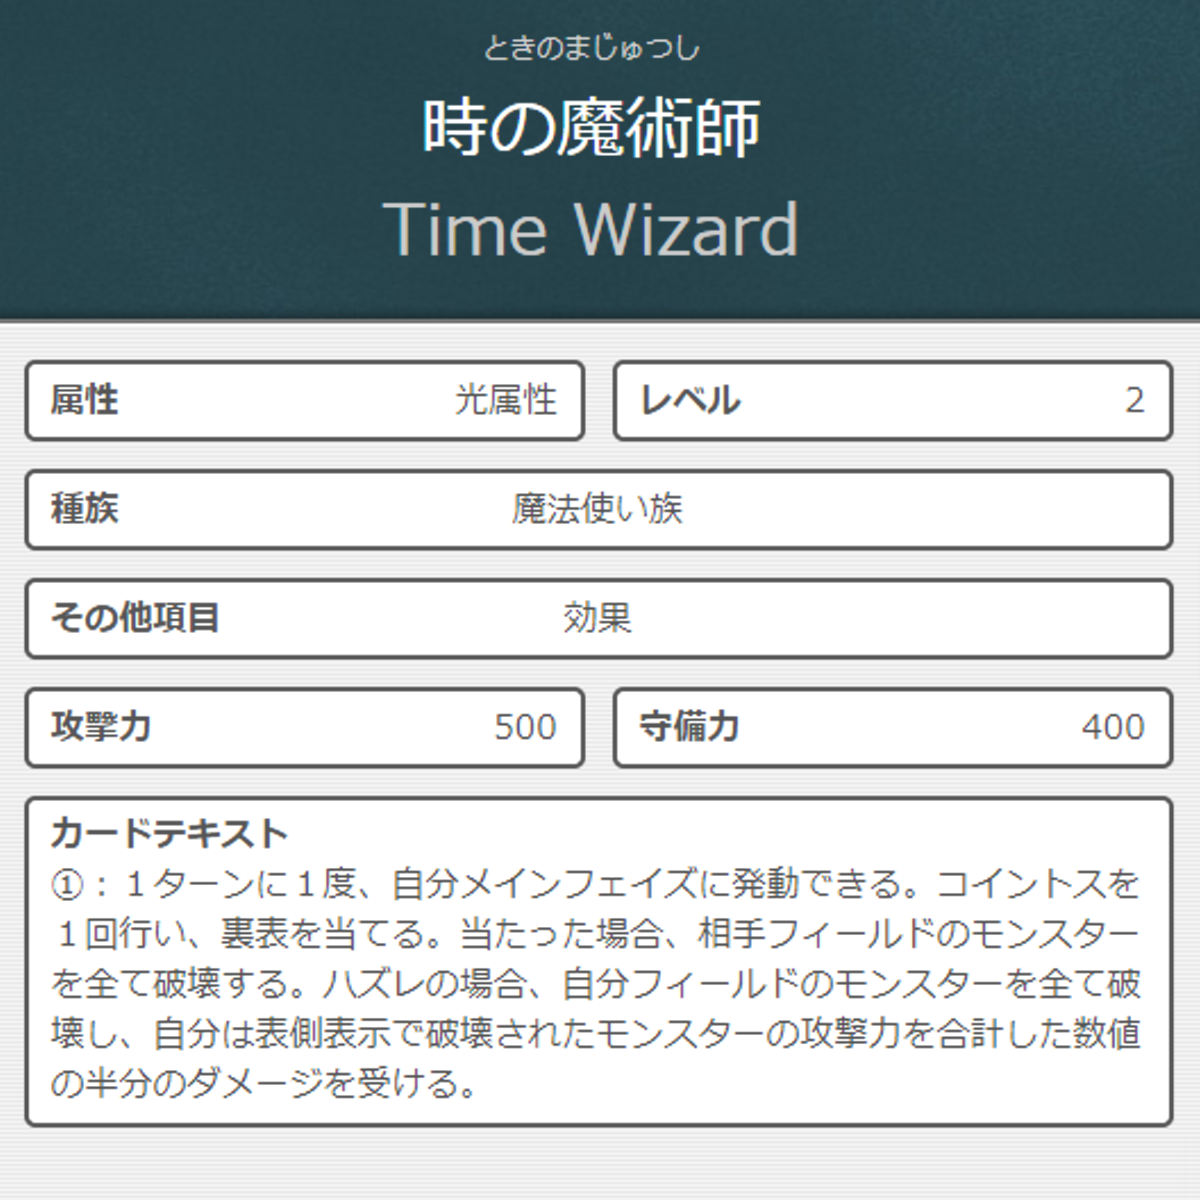 ときのまじゅつし
時の魔術師
Time Wizard
属性 光属性 レベル 2
種族 魔法使い族
その他項目 効果
攻撃力 500 守備力 400
カードテキスト
①：１ターンに１度、自分メインフェイズに発動できる。コイントスを
１回行い、裏表を当てる。当たった場合、相手フィールドのモンスター
を全て破壊する。ハズレの場合、自分フィールドのモンスターを全て破
壊し、自分は表側表示で破壊されたモンスターの攻撃力を合計した数値
の半分のダメージを受ける。